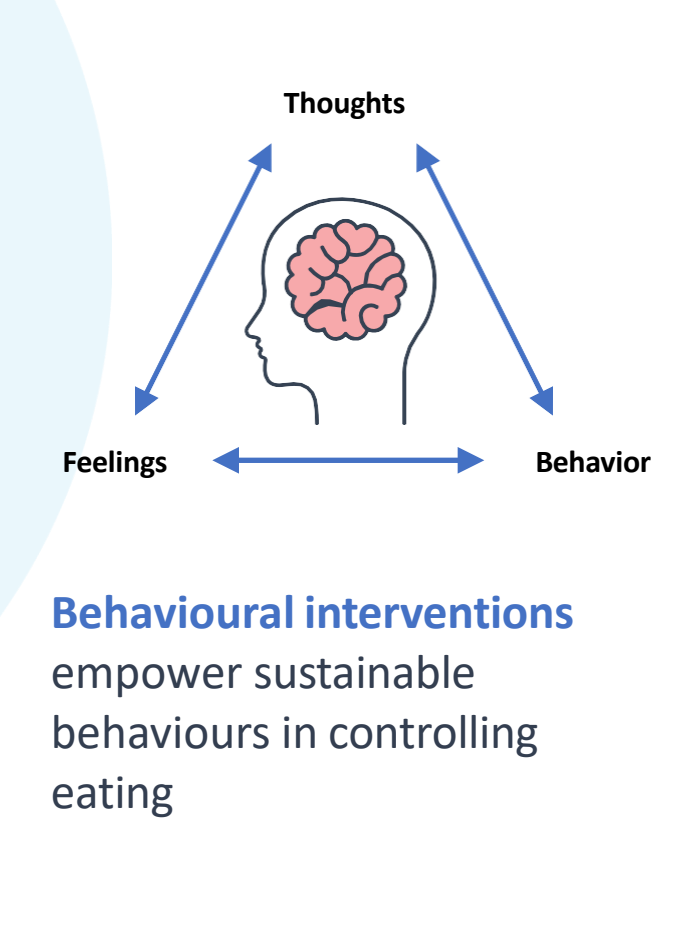 Thoughts
Feelings
Behavior
Behavioural interventions
empower sustainable
behaviours in controlling
eating